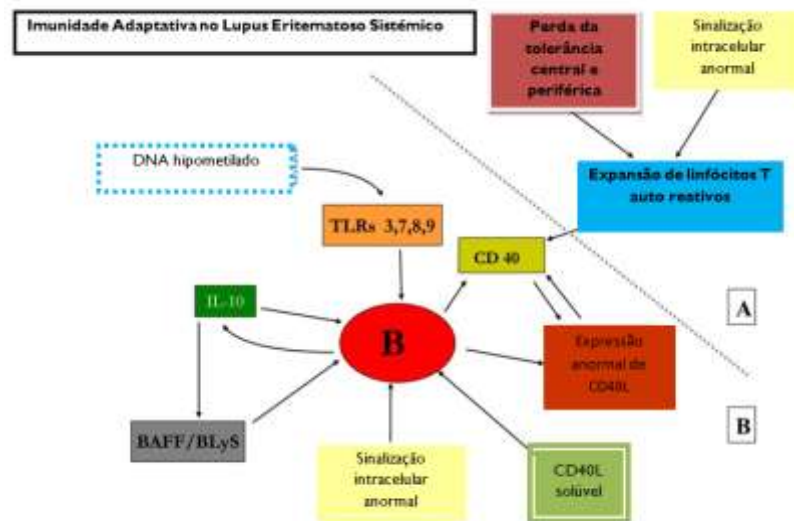 Imunidade Adaptativa no Lupus Eritematoso Sistémico
Perda da
tolerância
central e
periférica
Sinalização
intracelular
anormal
DNA hipometilado
Expansão de linfócitos T
auto reativos
TLRs 3,7,8,9
CD 40
IL-10
A
B
Expressão
anormal de
CD40L
B
BAFF/BLyS
Sinalização
intracelular
anormal
CD40L
solúvel